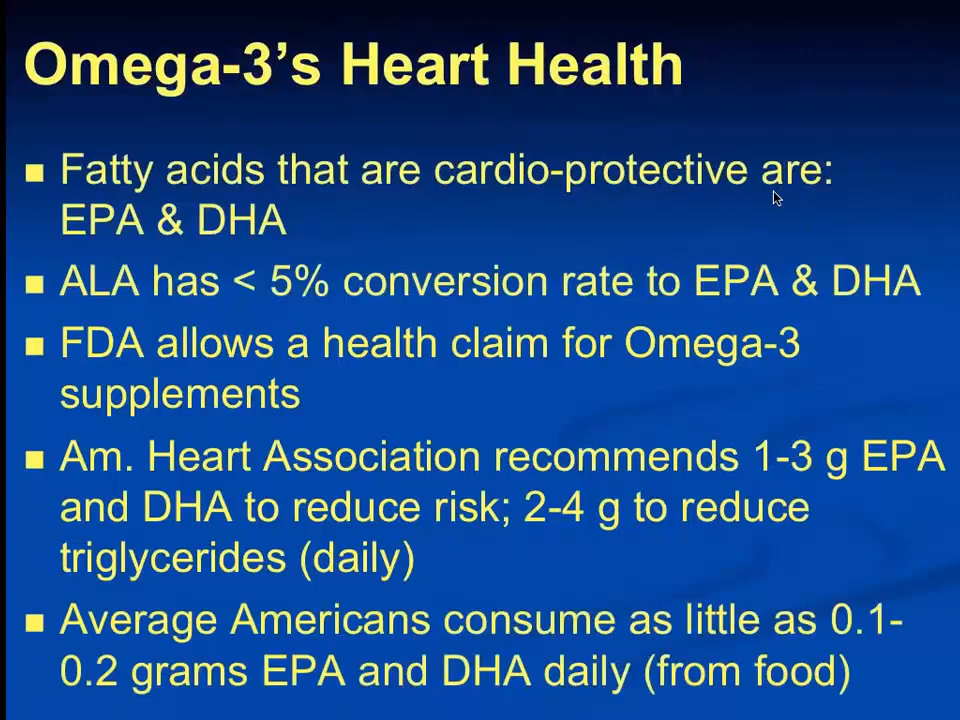 Omega-3’s Heart Health
Fatty acids that are cardio-protective are:
EPA & DHA
ALA has < 5% conversion rate to EPA & DHA
FDA allows a health claim for Omega-3
supplements
Am. Heart Association recommends 1-3 g EPA
and DHA to reduce risk; 2-4 g to reduce
triglycerides (daily)
Average Americans consume as little as 0.1-
0.2 grams EPA and DHA daily (from food)